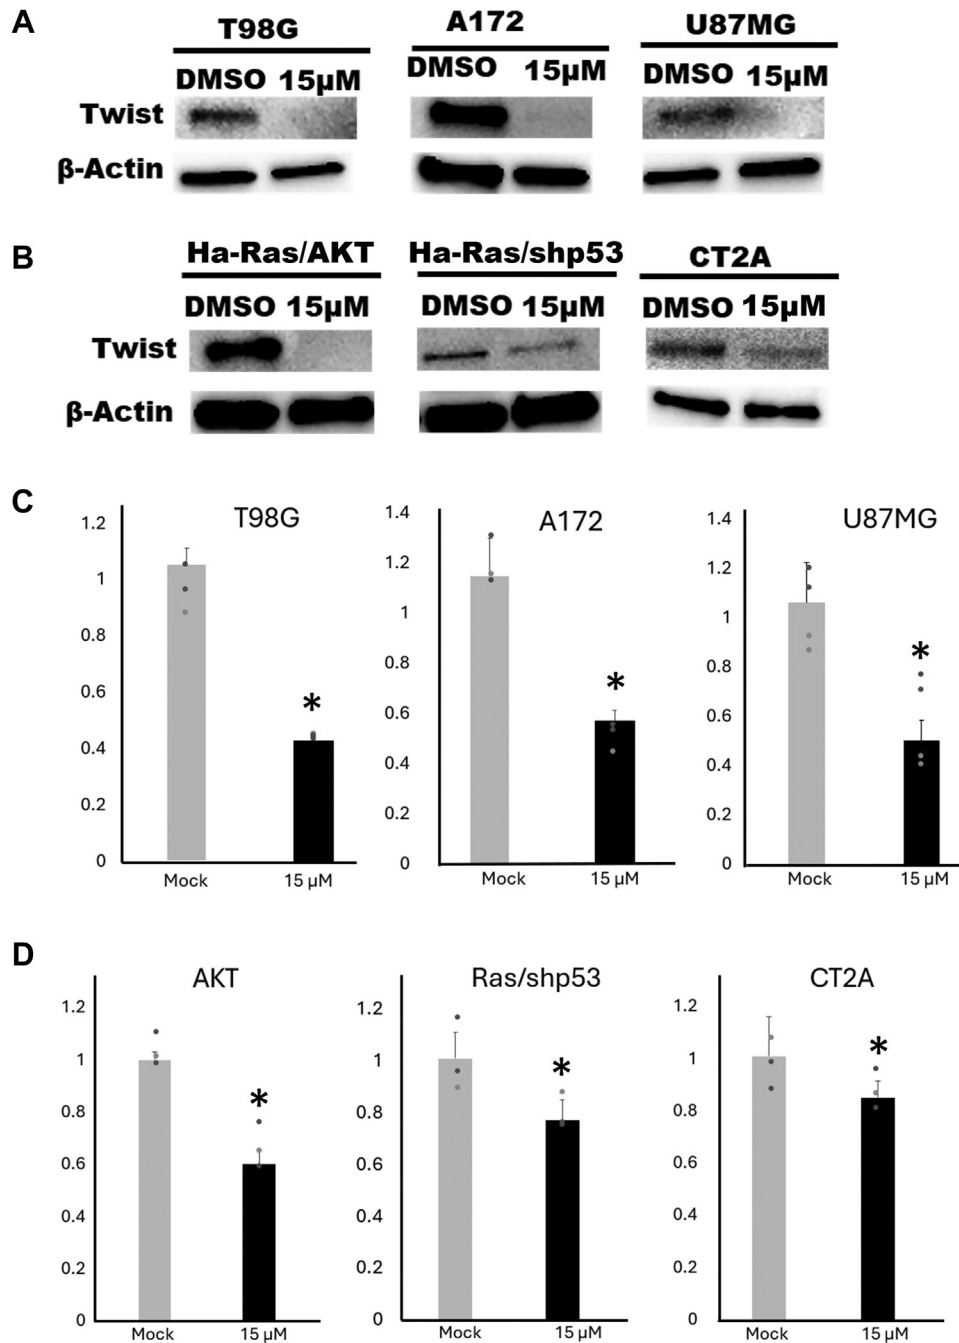 A
T98G A172 U87MG
DMSO 15µM DMSO 15µM DMSO 15µM
Twist
β-Actin
B
Ha-Ras/AKT Ha-Ras/shp53 CT2A
DMSO 15µM DMSO 15µM DMSO 15µM
Twist
β-Actin
C
T98G
1.2
1
0.8
0.6
0.4
0.2
0
*
Mock 15 µM
A172
1.4
1.2
1
0.8
0.6
0.4
0.2
0
*
Mock 15 µM
U87MG
1.4
1.2
1
0.8
0.6
0.4
0.2
0
*
Mock 15 µM
D
AKT
1.2
1
0.8
0.6
0.4
0.2
0
*
Mock 15 µM
Ras/shp53
1.2
1
0.8
0.6
0.4
0.2
0
*
Mock 15 µM
CT2A
1.2
1
0.8
0.6
0.4
0.2
0
*
Mock 15 µM